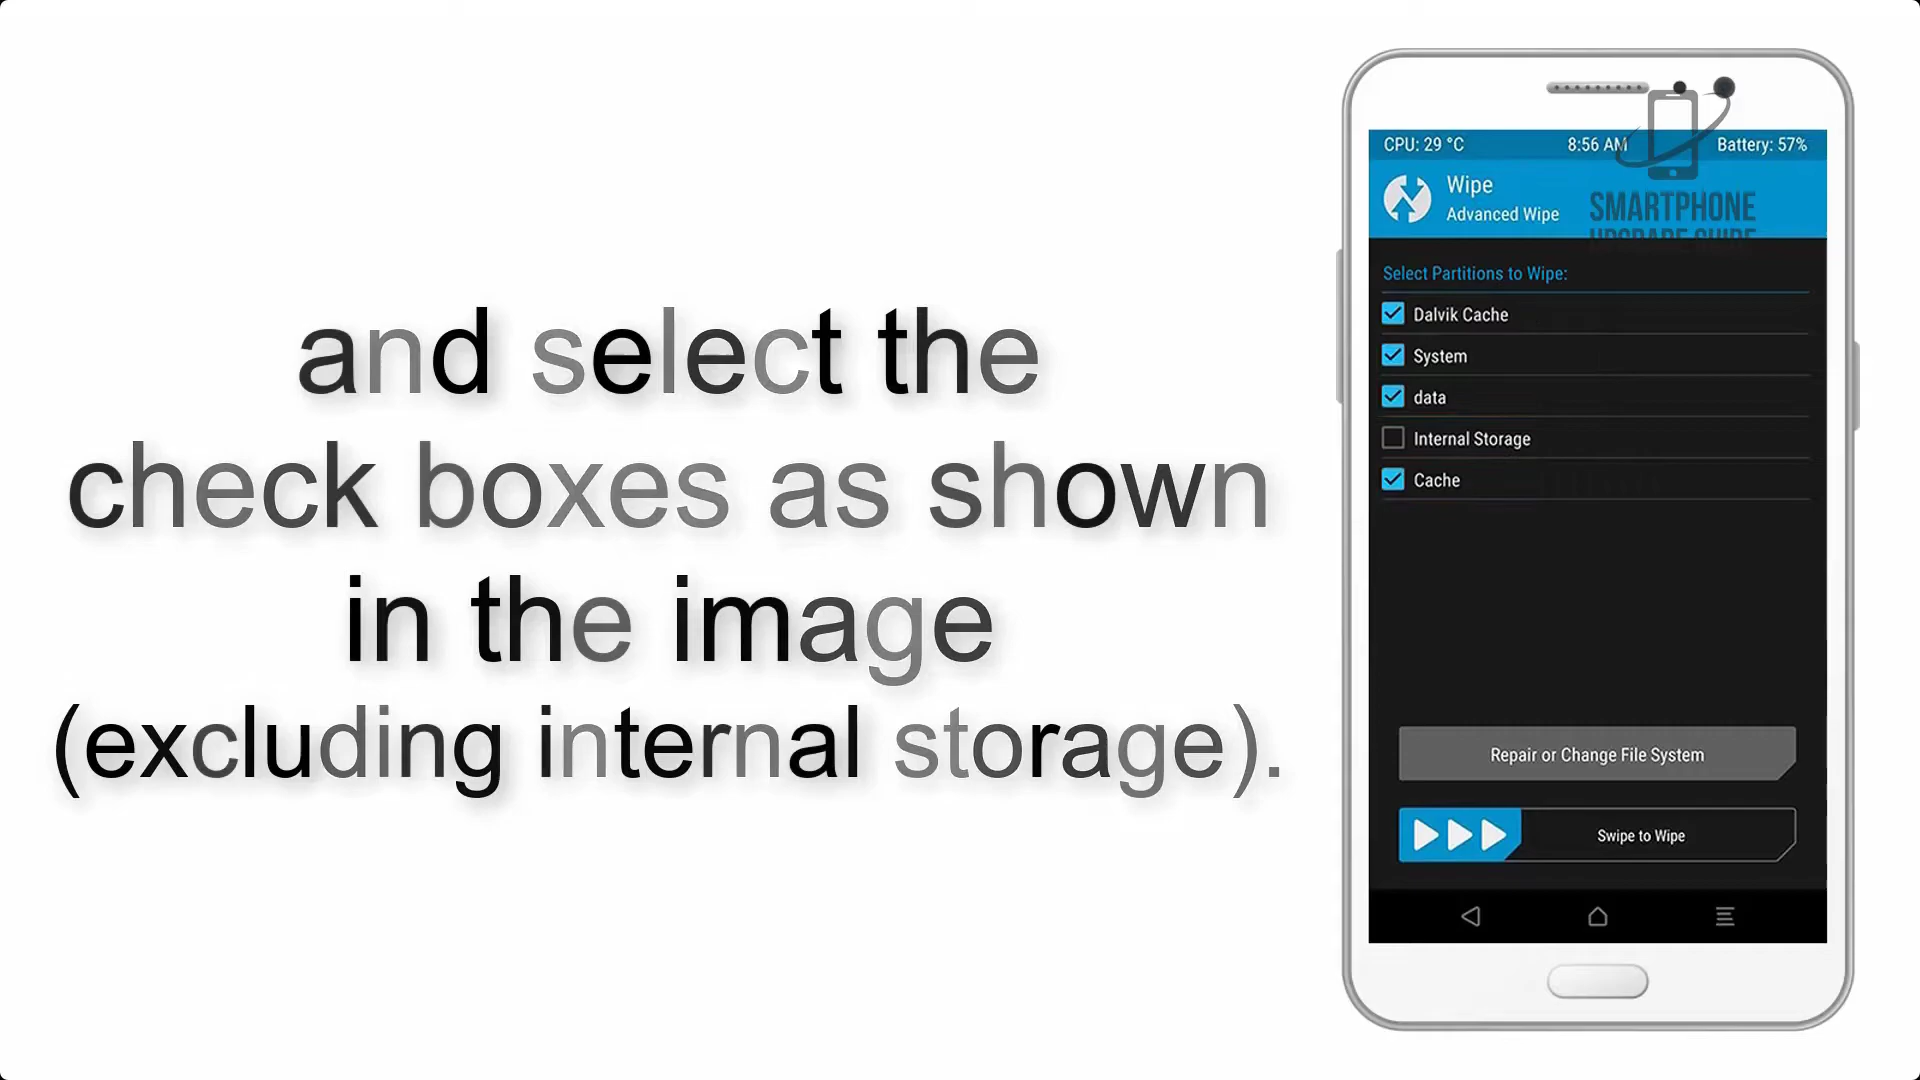 and select the
check boxes as shown
in the image
(excluding internal storage).
CPU: 29 °C 8:56 AM Battery: 57%
Wipe
Advanced Wipe
SMARTPHONE
UPGRADE GUIDE
Select Partitions to Wipe:
Dalvik Cache
System
data
Internal Storage
Cache
Repair or Change File System
Swipe to Wipe